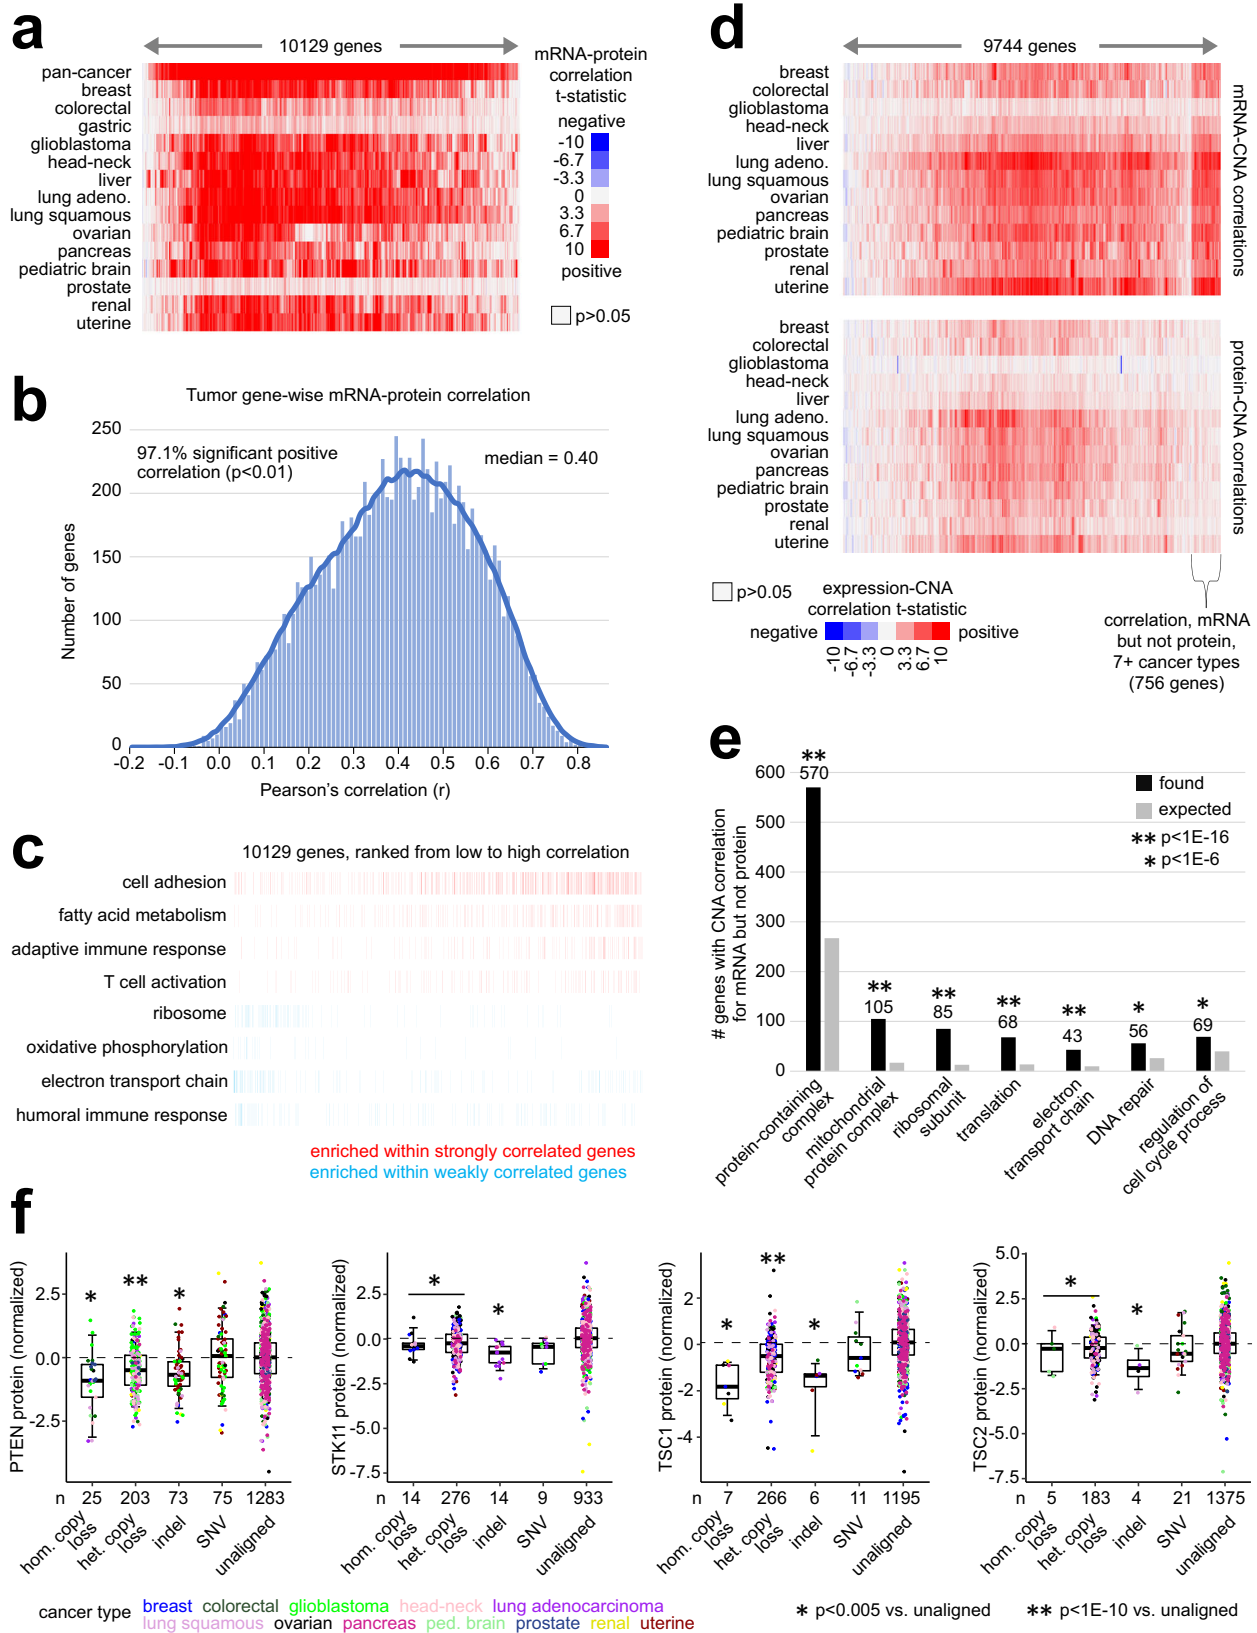 a
10129 genes
pan-cancer
breast
colorectal
gastric
glioblastoma
head-neck
liver
lung adeno.
lung squamous
ovarian
pancreas
pediatric brain
prostate
renal
uterine
mRNA-protein
correlation
t-statistic
negative
-10
-6.7
-3.3
0
3.3
6.7
10
positive
p>0.05
b
Tumor gene-wise mRNA-protein correlation
97.1% significant positive
correlation (p<0.01)
median = 0.40
Number of genes
250
200
150
100
50
0
-0.2 -0.1 0.0 0.1 0.2 0.3 0.4 0.5 0.6 0.7 0.8
Pearson's correlation (r)
c
10129 genes, ranked from low to high correlation
cell adhesion
fatty acid metabolism
adaptive immune response
T cell activation
ribosome
oxidative phosphorylation
electron transport chain
humoral immune response
enriched within strongly correlated genes
enriched within weakly correlated genes
d
9744 genes
breast
colorectal
glioblastoma
head-neck
liver
lung adeno.
lung squamous
ovarian
pancreas
pediatric brain
prostate
renal
uterine
mRNA-CNA correlations
breast
colorectal
glioblastoma
head-neck
liver
lung adeno.
lung squamous
ovarian
pancreas
pediatric brain
prostate
renal
uterine
protein-CNA correlations
p>0.05
expression-CNA
correlation t-statistic
negative
positive
-10 -6.7 -3.3 0 3.3 6.7 10
correlation, mRNA
but not protein,
7+ cancer types
(756 genes)
e
# genes with CNA correlation
for mRNA but not protein
600
500
400
300
200
100
0
found
expected
** p<1E-16
* p<1E-6
** 570
** 105
** 85
** 68
** 43
* 56
* 69
protein-containing
complex
mitochondrial
protein complex
ribosomal
subunit
translation
electron
transport chain
DNA repair
regulation of
cell cycle process
f
PTEN protein (normalized)
2.5
0.0
-2.5
* ** *
n 25 203 73 75 1283
hom. copy
loss
het. copy
loss
indel
SNV
unaligned
STK11 protein (normalized)
2.5
0.0
-2.5
-5.0
-7.5
* *
n 14 276 14 9 933
hom. copy
loss
het. copy
loss
indel
SNV
unaligned
TSC1 protein (normalized)
2
0
-2
-4
* ** *
n 7 266 6 11 1195
hom. copy
loss
het. copy
loss
indel
SNV
unaligned
TSC2 protein (normalized)
5.0
2.5
0.0
-2.5
-5.0
-7.5
* *
n 5 183 4 21 1375
hom. copy
loss
het. copy
loss
indel
SNV
unaligned
cancer type
breast colorectal glioblastoma head-neck lung adenocarcinoma
lung squamous ovarian pancreas ped. brain prostate renal uterine
* p<0.005 vs. unaligned
** p<1E-10 vs. unaligned